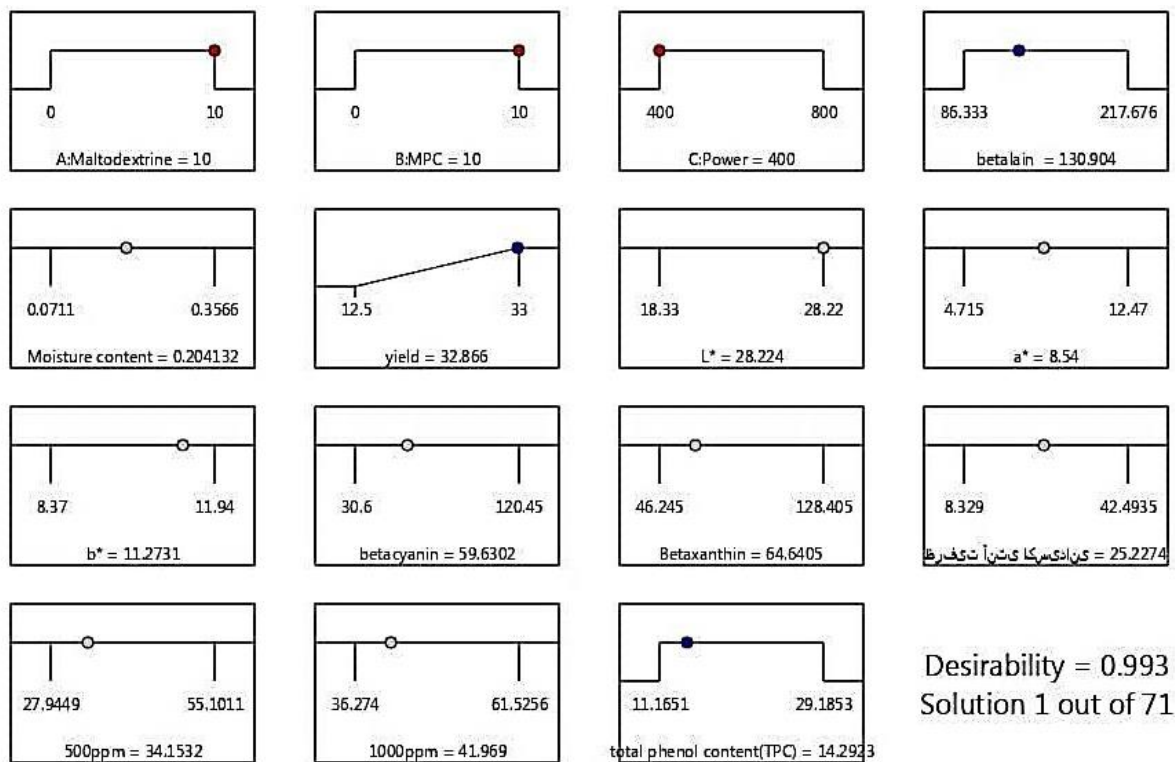 0 10
A:Maltodextrine = 10
0 10
B:MPC = 10
400 800
C:Power = 400
86.333 217.676
betalain = 130.904
0.0711 0.3566
Moisture content = 0.204132
12.5 33
yield = 32.866
18.33 28.22
L* = 28.224
4.715 12.47
a* = 8.54
8.37 11.94
b* = 11.2731
30.6 120.45
betacyanin = 59.6302
46.245 128.405
Betaxanthin = 64.6405
8.329 42.4935
ظرفیت آنتی اکسیدانی = 25.2274
27.9449 55.1011
500ppm = 34.1532
36.274 61.5256
1000ppm = 41.969
11.1651 29.1853
total phenol content(TPC) = 14.2923
Desirability = 0.993
Solution 1 out of 71